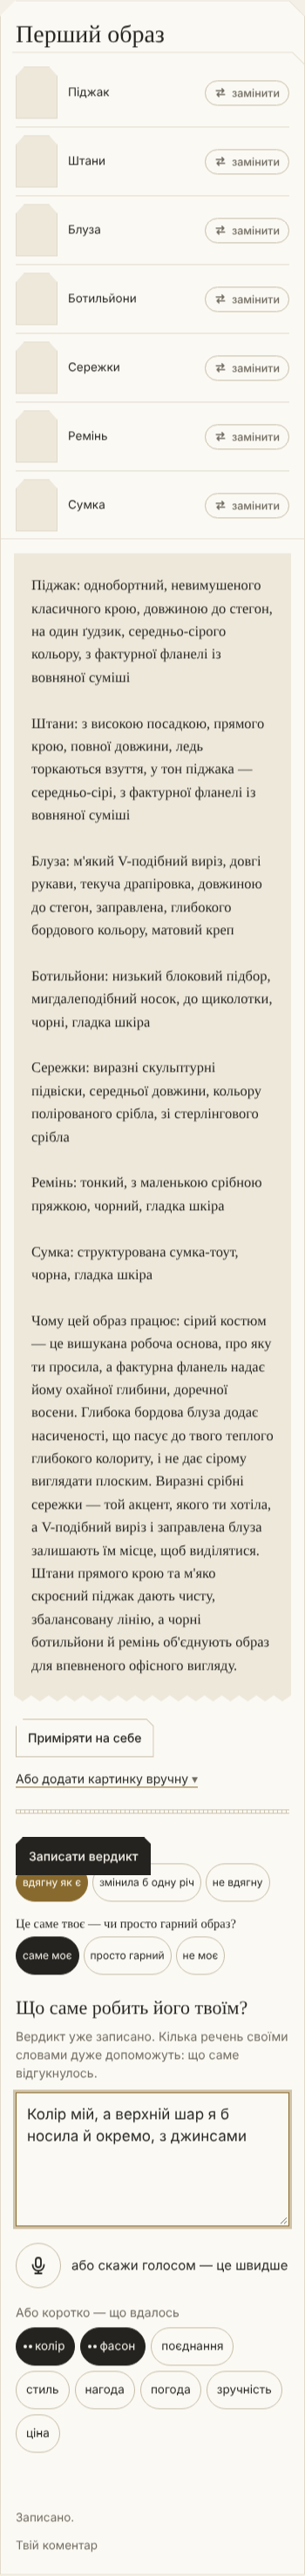 Перший образ
Піджак
замінити
Штани
замінити
Блуза
замінити
Ботильйони
замінити
Сережки
замінити
Ремінь
замінити
Сумка
замінити
Піджак: однобортний, невимушеного
класичного крою, довжиною до стегон,
на один ґудзик, середньо-сірого
кольору, з фактурної фланелі із
вовняної суміші
Штани: з високою посадкою, прямого
крою, повної довжини, ледь
торкаються взуття, у тон піджака —
середньо-сірі, з фактурної фланелі із
вовняної суміші
Блуза: м'який V-подібний виріз, довгі
рукави, текуча драпіровка, довжиною
до стегон, заправлена, глибокого
бордового кольору, матовий креп
Ботильйони: низький блоковий підбор,
мигдалеподібний носок, до щиколотки,
чорні, гладка шкіра
Сережки: виразні скульптурні
підвіски, середньої довжини, кольору
полірованого срібла, зі стерлінгового
срібла
Ремінь: тонкий, з маленькою срібною
пряжкою, чорний, гладка шкіра
Сумка: структурована сумка-тоут,
чорна, гладка шкіра
Чому цей образ працює: сірий костюм
— це вишукана робоча основа, про яку
ти просила, а фактурна фланель надає
йому охайної глибини, доречної
восени. Глибока бордова блуза додає
насиченості, що пасує до твого теплого
глибокого колориту, і не дає сірому
виглядати плоским. Виразні срібні
сережки — той акцент, якого ти хотіла,
а V-подібний виріз і заправлена блуза
залишають їм місце, щоб виділятися.
Штани прямого крою та м'яко
скроєний піджак дають чисту,
збалансовану лінію, а чорні
ботильйони й ремінь об'єднують образ
для впевненого офісного вигляду.
Приміряти на себе
Або додати картинку вручну ▾
Записати вердикт
вдягну як є
змінила б одну річ
не вдягну
Це саме твоє — чи просто гарний образ?
саме моє
просто гарний
не моє
Що саме робить його твоїм?
Вердикт уже записано. Кілька речень своїми
словами дуже допоможуть: що саме
відгукнулось.
Колір мій, а верхній шар я б
носила й окремо, з джинсами
або скажи голосом — це швидше
Або коротко — що вдалось
•• колір
•• фасон
поєднання
стиль
нагода
погода
зручність
ціна
Записано.
Твій коментар